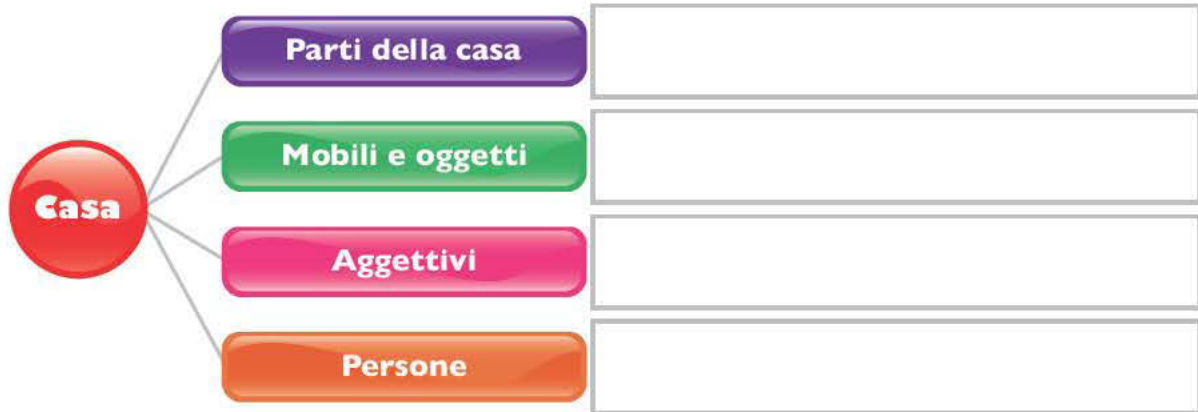 Casa
Parti della casa
Mobili e oggetti
Aggettivi
Persone